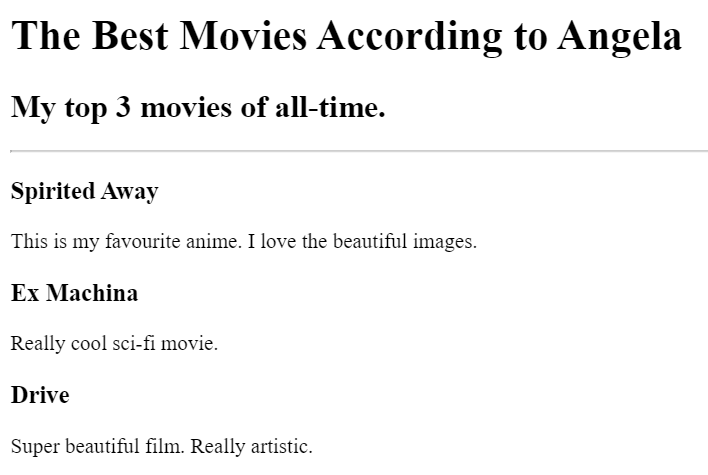 The Best Movies According to Angela
My top 3 movies of all-time.
Spirited Away
This is my favourite anime. I love the beautiful images.
Ex Machina
Really cool sci-fi movie.
Drive
Super beautiful film. Really artistic.